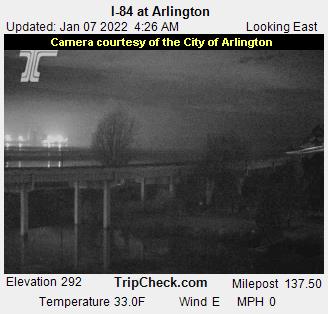 I-84 at Arlington
Updated: Jan 07 2022 4:26 AM Looking East
Camera courtesy of the City of Arlington
Elevation 292 TripCheck.com Milepost 137.50
Temperature 33.0F Wind E MPH 0